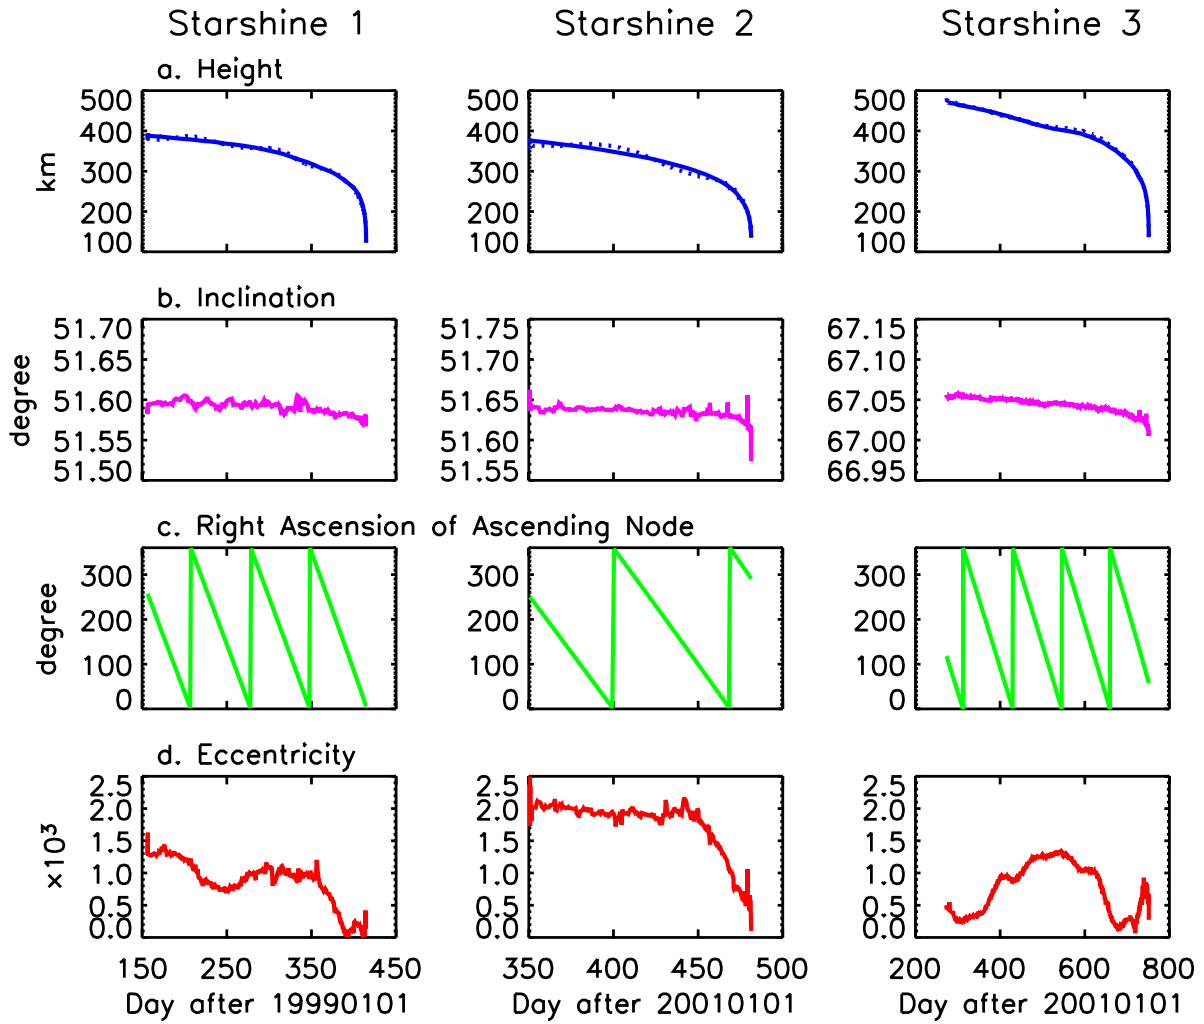 Starshine 1 Starshine 2 Starshine 3
a. Height
500 500 500
400 400 400
km 300 300 300
200 200 200
100 100 100
b. Inclination
51.70 51.75 67.15
51.65 51.70 67.10
degree 51.60 51.65 67.05
51.55 51.60 67.00
51.50 51.55 66.95
c. Right Ascension of Ascending Node
300 300 300
degree 200 200 200
100 100 100
0 0 0
d. Eccentricity
2.5 2.5 2.5
2.0 2.0 2.0
×10³ 1.5 1.5 1.5
1.0 1.0 1.0
0.5 0.5 0.5
0.0 0.0 0.0
150 250 350 450 350 400 450 500 200 400 600 800
Day after 19990101 Day after 20010101 Day after 20010101